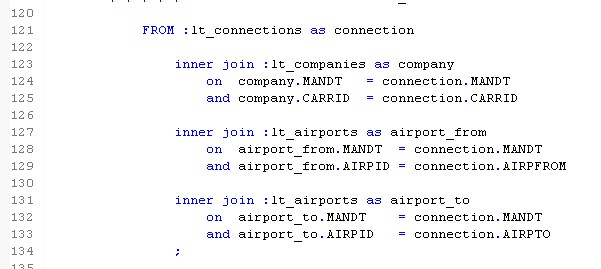 120
121 FROM :lt_connections as connection
122
123 inner join :lt_companies as company
124 on company.MANDT = connection.MANDT
125 and company.CARRID = connection.CARRID
126
127 inner join :lt_airports as airport_from
128 on airport_from.MANDT = connection.MANDT
129 and airport_from.AIRPID = connection.AIRPFROM
130
131 inner join :lt_airports as airport_to
132 on airport_to.MANDT = connection.MANDT
133 and airport_to.AIRPID = connection.AIRPTO
134 ;
135